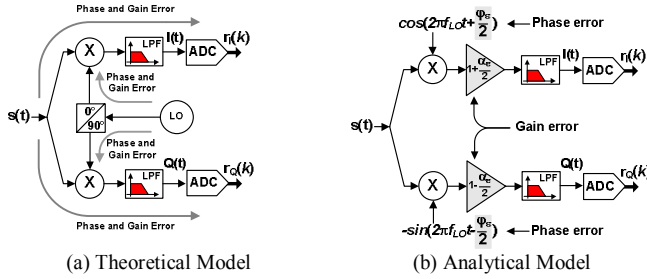 Phase and Gain Error
X
LPF
I(t)
ADC
rI(k)
Phase and
Gain Error
s(t)
0°
90°
LO
Phase and
Gain Error
X
LPF
Q(t)
ADC
rQ(k)
Phase and Gain Error
(a) Theoretical Model
cos(2πfLOt+φε/2)
Phase error
X
1+αε/2
LPF
I(t)
ADC
rI(k)
s(t)
Gain error
X
1-αε/2
LPF
Q(t)
ADC
rQ(k)
-sin(2πfLOt-φε/2)
Phase error
(b) Analytical Model